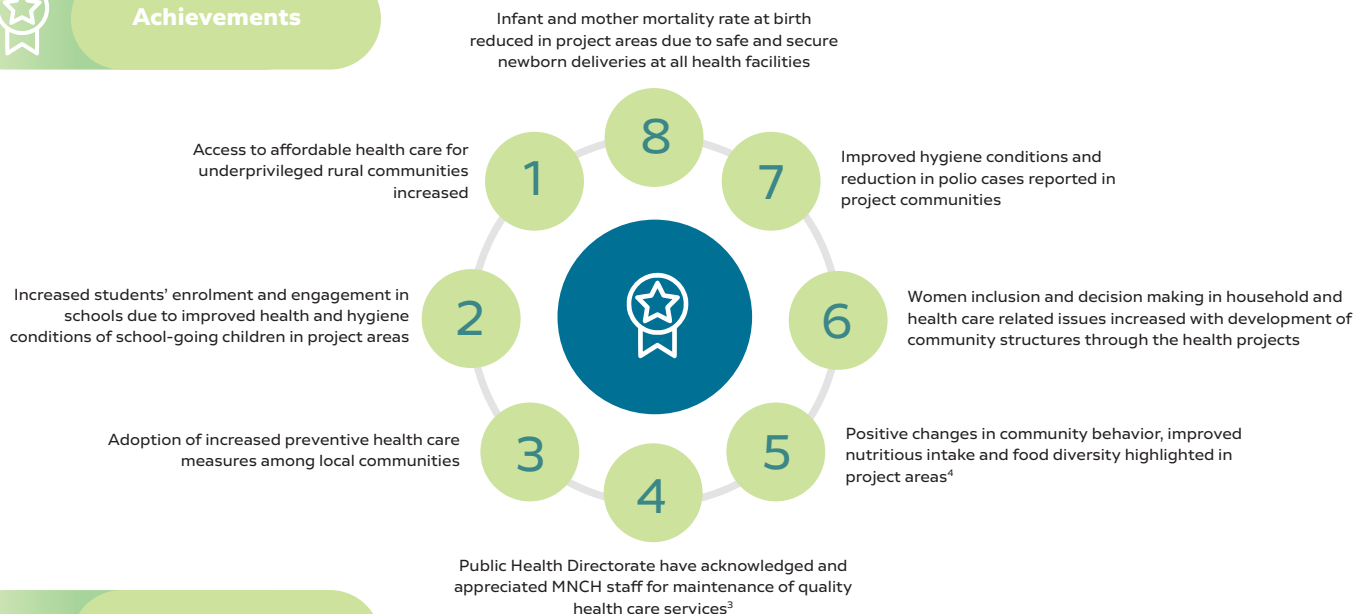 Achievements
Infant and mother mortality rate at birth
reduced in project areas due to safe and secure
newborn deliveries at all health facilities
8
1
Access to affordable health care for
underprivileged rural communities
increased
7
Improved hygiene conditions and
reduction in polio cases reported in
project communities
2
Increased students’ enrolment and engagement in
schools due to improved health and hygiene
conditions of school-going children in project areas
6
Women inclusion and decision making in household and
health care related issues increased with development of
community structures through the health projects
3
Adoption of increased preventive health care
measures among local communities
5
Positive changes in community behavior, improved
nutritious intake and food diversity highlighted in
project areas⁴
4
Public Health Directorate have acknowledged and
appreciated MNCH staff for maintenance of quality
health care services³